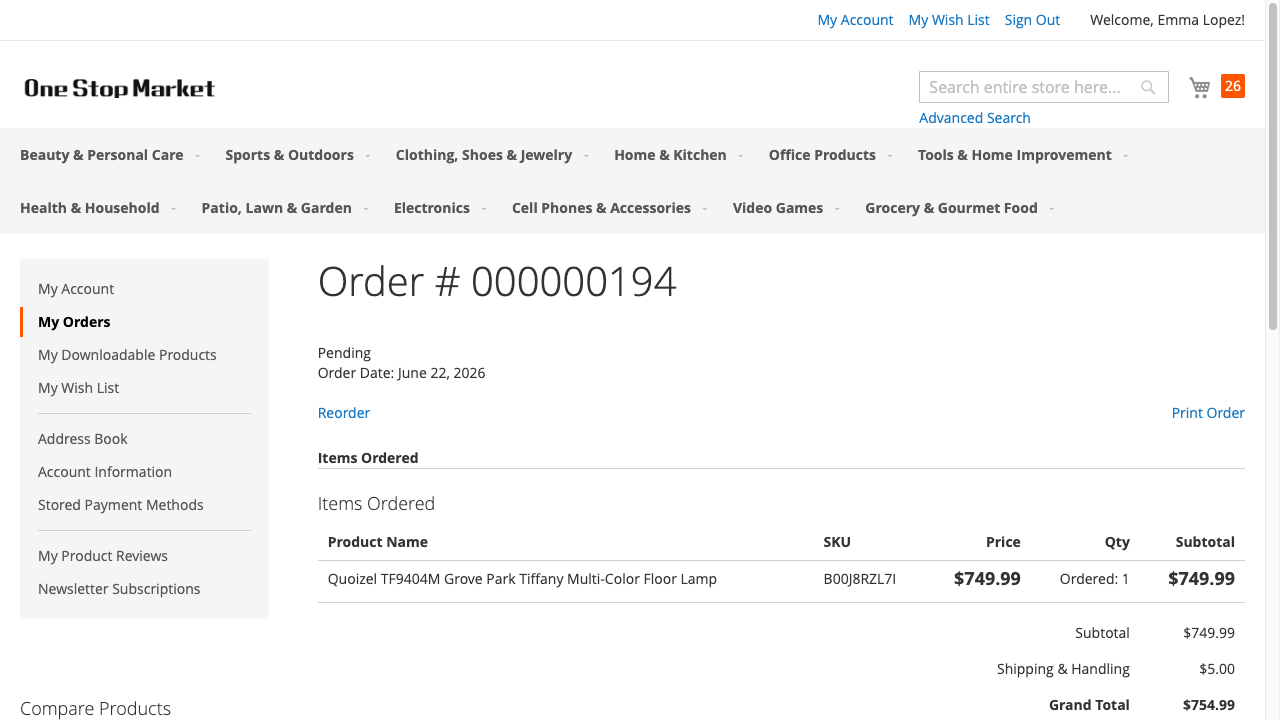 My Account My Wish List Sign Out Welcome, Emma Lopez!
One Stop Market
Search entire store here...
26
Advanced Search
Beauty & Personal Care Sports & Outdoors Clothing, Shoes & Jewelry Home & Kitchen Office Products Tools & Home Improvement
Health & Household Patio, Lawn & Garden Electronics Cell Phones & Accessories Video Games Grocery & Gourmet Food
My Account
My Orders
My Downloadable Products
My Wish List
Address Book
Account Information
Stored Payment Methods
My Product Reviews
Newsletter Subscriptions
Compare Products
Order # 000000194
Pending
Order Date: June 22, 2026
Reorder Print Order
Items Ordered
Items Ordered
Product Name SKU Price Qty Subtotal
Quoizel TF9404M Grove Park Tiffany Multi-Color Floor Lamp B00J8RZL7I $749.99 Ordered: 1 $749.99
Subtotal $749.99
Shipping & Handling $5.00
Grand Total $754.99